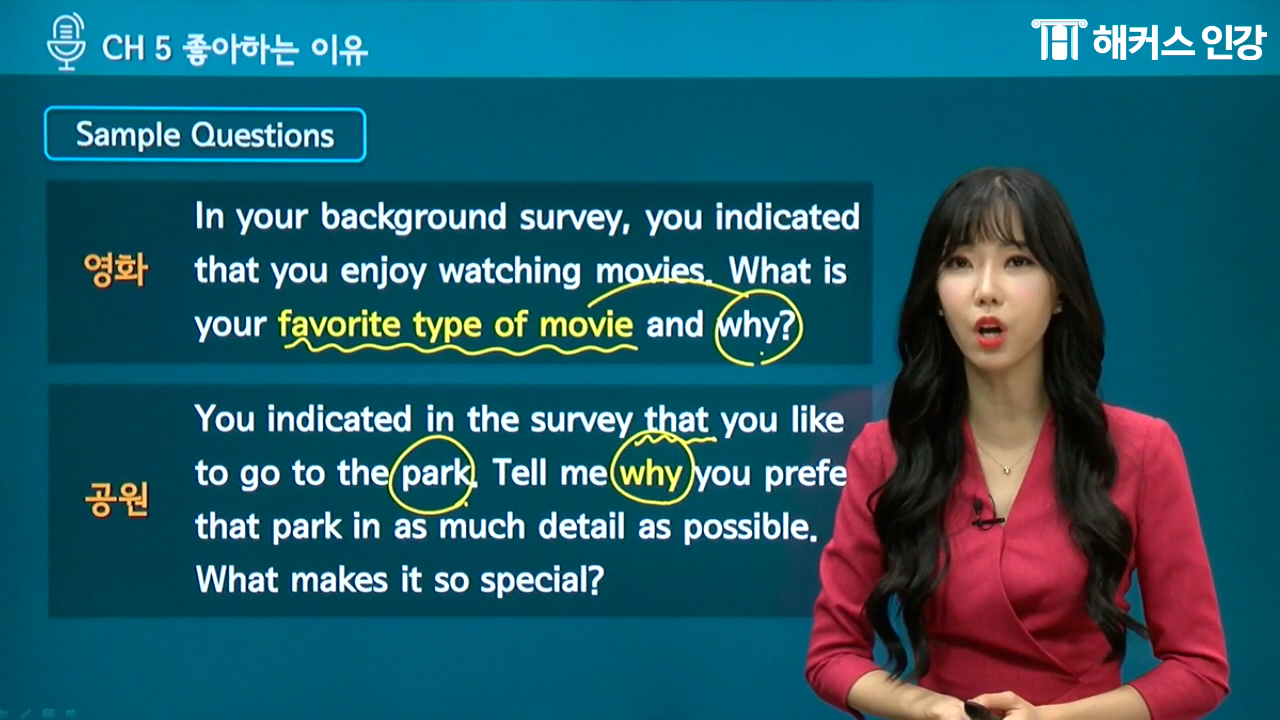 CH 5 좋아하는 이유
해커스 인강
Sample Questions
영화
In your background survey, you indicated
that you enjoy watching movies. What is
your favorite type of movie and why?
공원
You indicated in the survey that you like
to go to the park. Tell me why you prefe
that park in as much detail as possible.
What makes it so special?